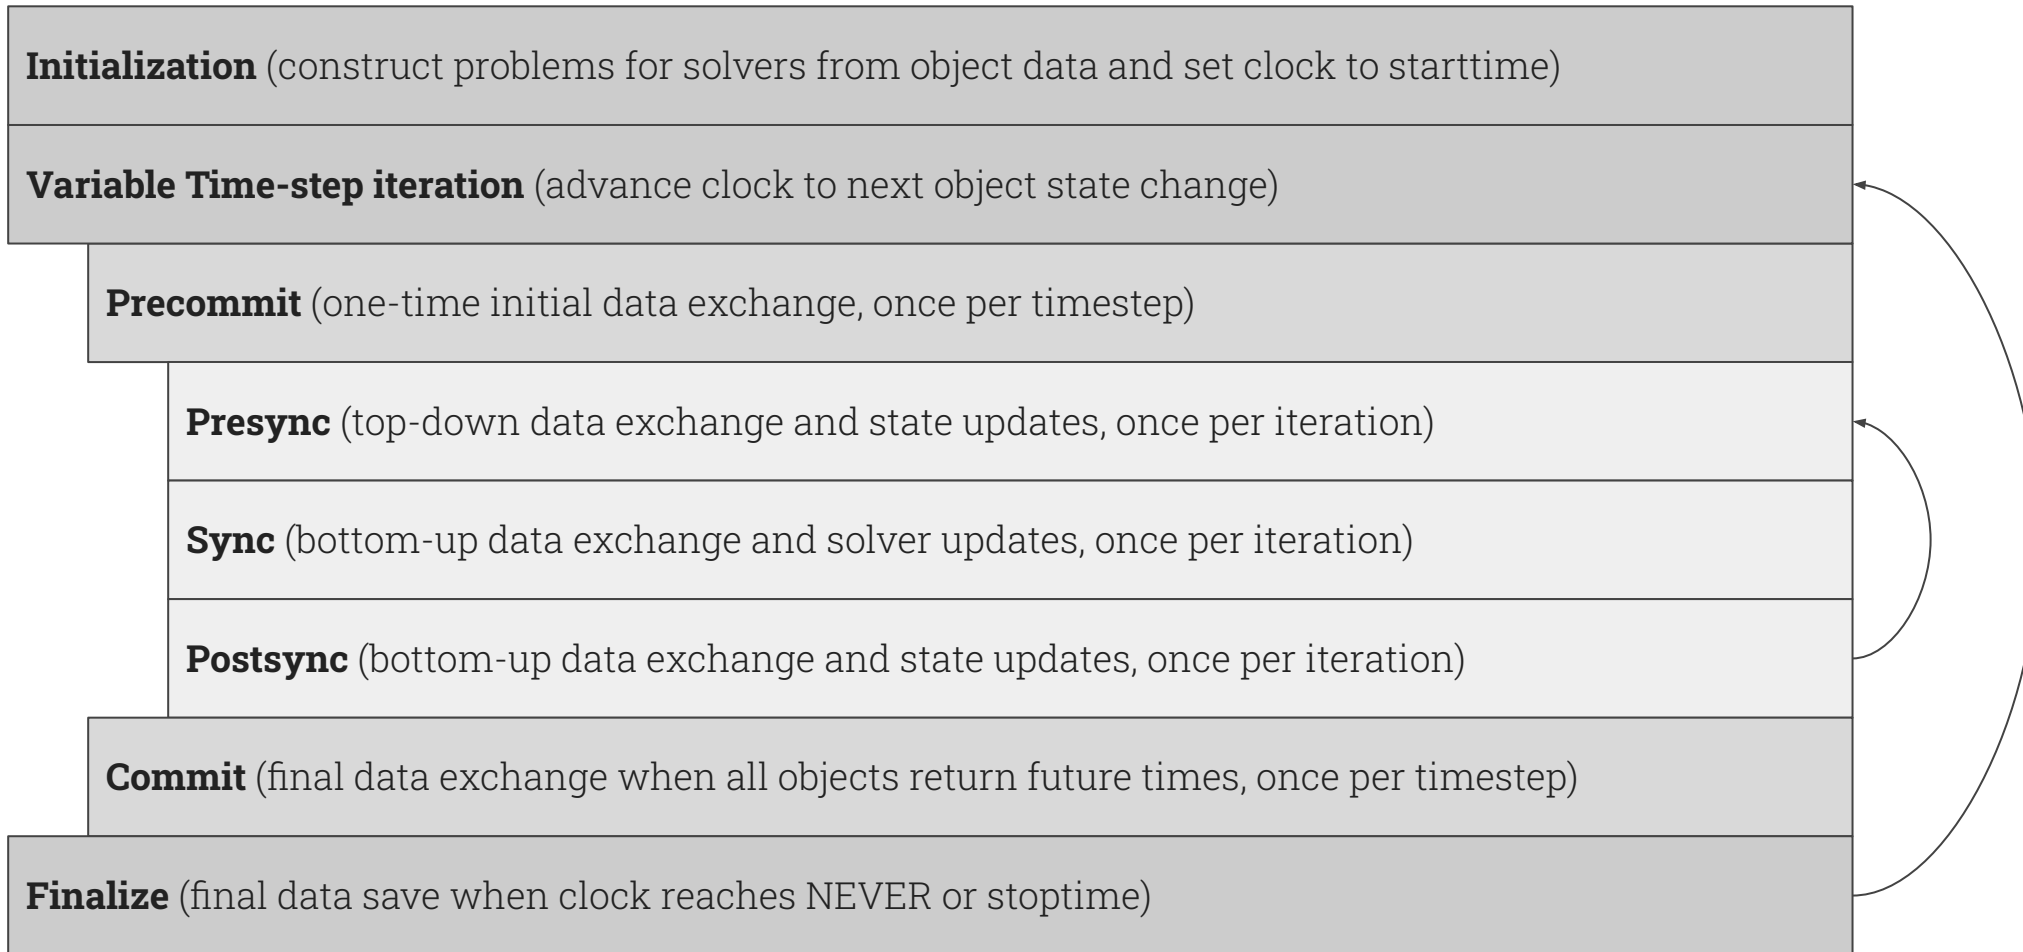 Initialization (construct problems for solvers from object data and set clock to starttime)
Variable Time-step iteration (advance clock to next object state change)
Precommit (one-time initial data exchange, once per timestep)
Presync (top-down data exchange and state updates, once per iteration)
Sync (bottom-up data exchange and solver updates, once per iteration)
Postsync (bottom-up data exchange and state updates, once per iteration)
Commit (final data exchange when all objects return future times, once per timestep)
Finalize (final data save when clock reaches NEVER or stoptime)